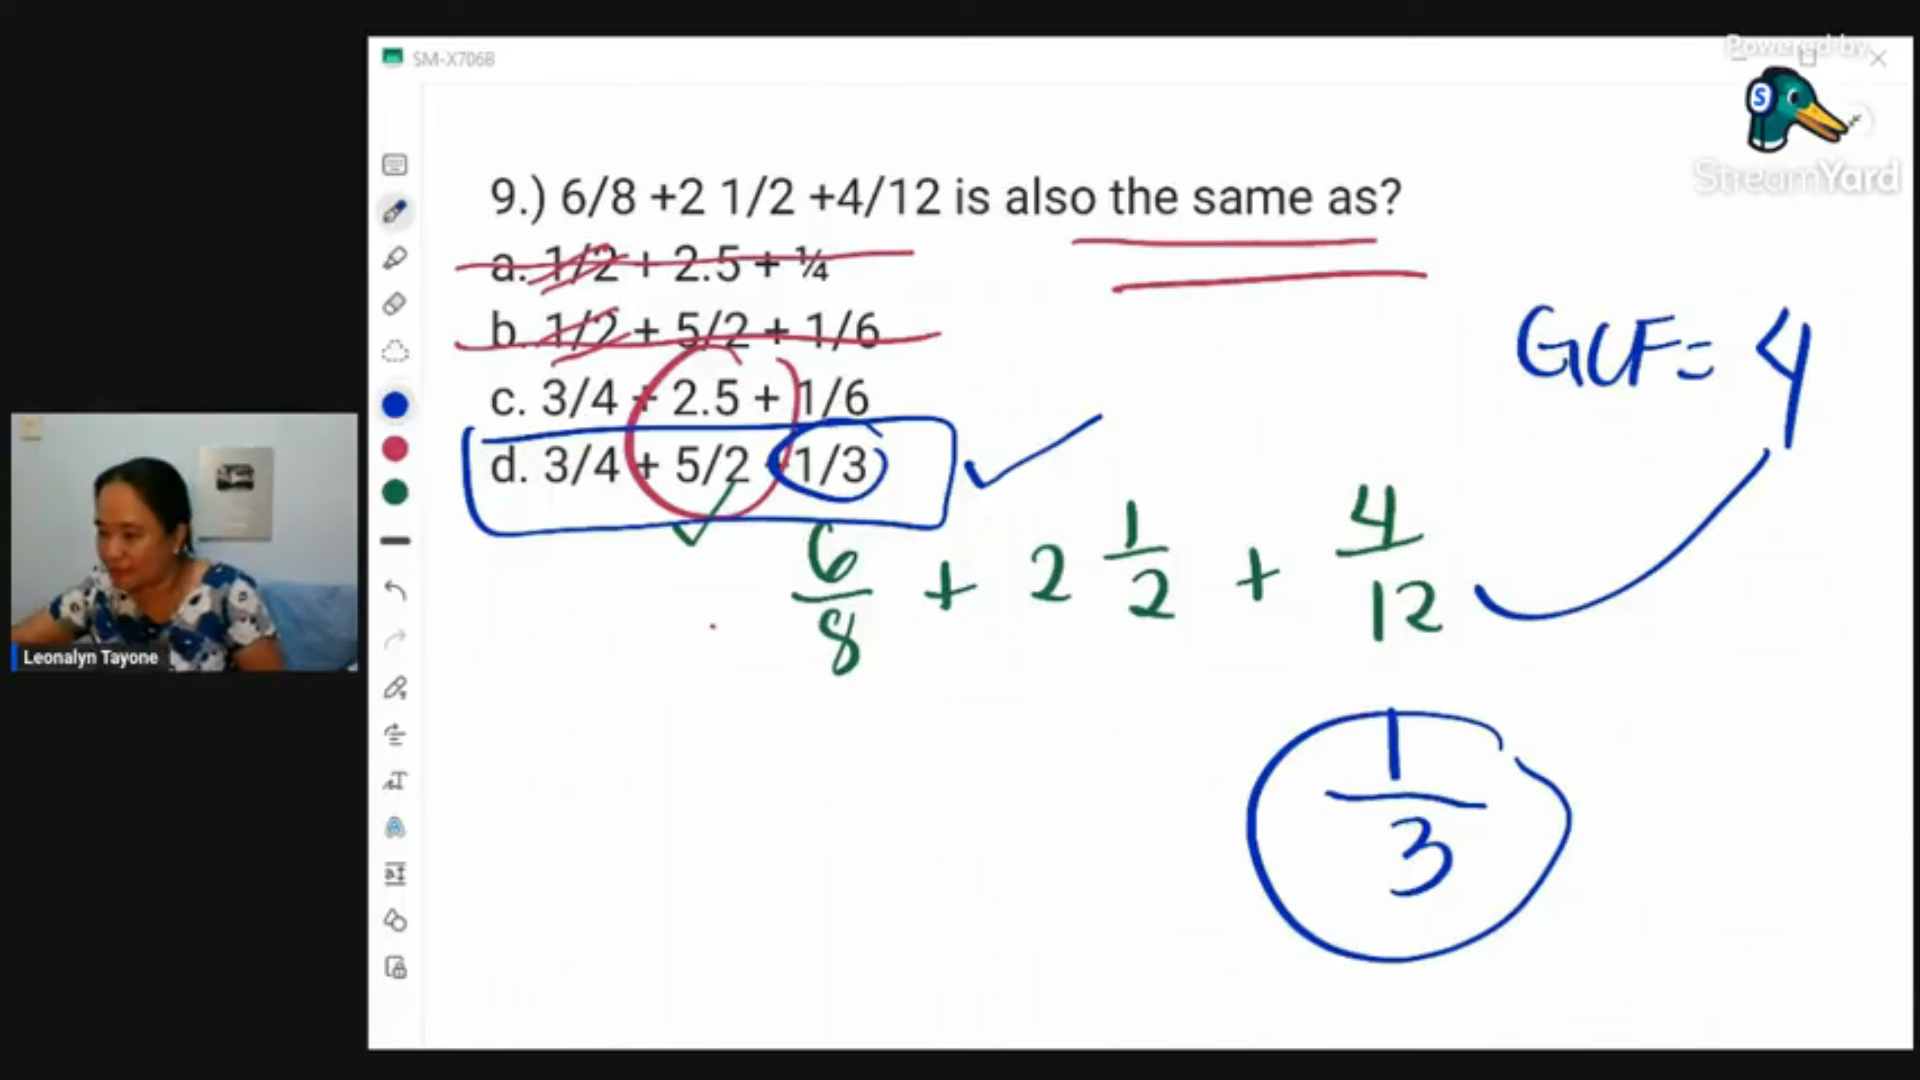 SM-X706B
Powered by
StreamYard
9.) 6/8 +2 1/2 +4/12 is also the same as?
a. 1/2 + 2.5 + ¼
b. 1/2 + 5/2 + 1/6
c. 3/4 + 2.5 + 1/6
d. 3/4 + 5/2 +1/3
GCF = 4
6/8 + 2 1/2 + 4/12
1/3
Leonalyn Tayone